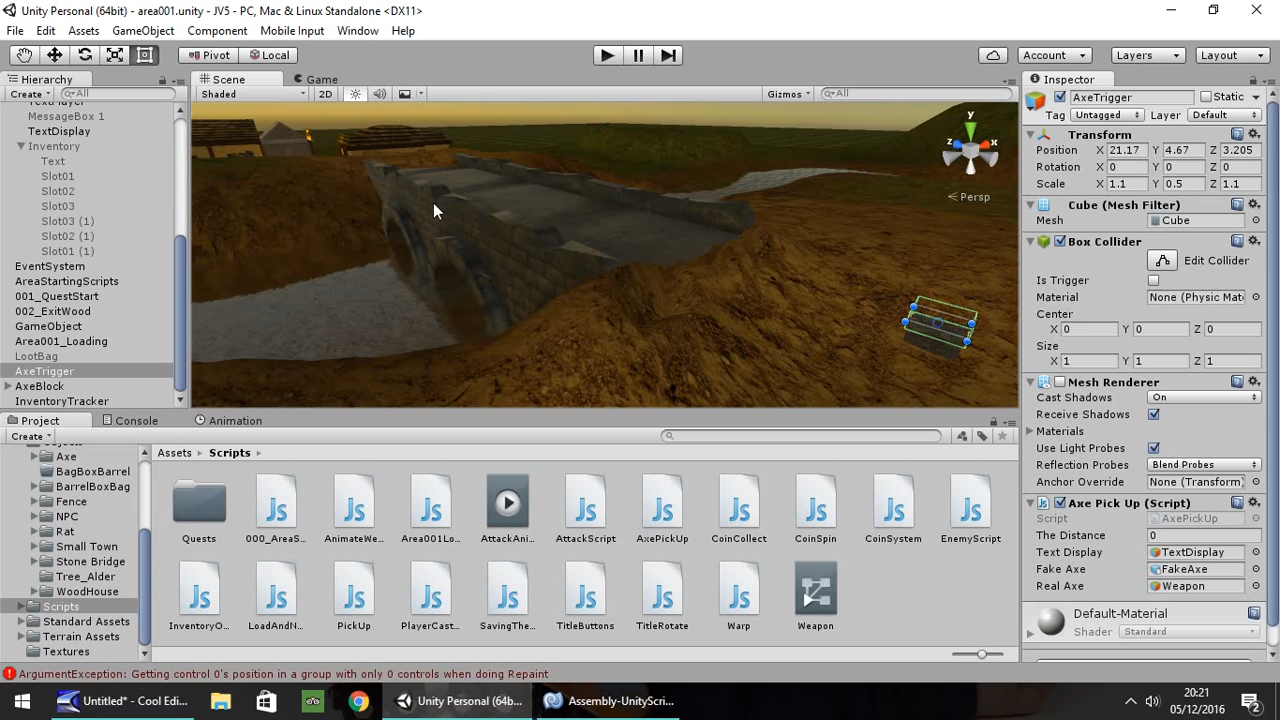 Unity Personal (64bit) - area001.unity - JV5 - PC, Mac & Linux Standalone <DX11>
File Edit Assets GameObject Component Mobile Input Window Help
Pivot Local Account Layers Layout
Hierarchy
Create All
MessageBox 1
TextDisplay
Inventory
Text
Slot01
Slot02
Slot03
Slot03 (1)
Slot02 (1)
Slot01 (1)
EventSystem
AreaStartingScripts
001_QuestStart
002_ExitWood
GameObject
Area001_Loading
LootBag
AxeTrigger
AxeBlock
InventoryTracker
Scene Game
Shaded 2D Gizmos All
y
z x
Persp
Inspector
AxeTrigger Static
Tag Untagged Layer Default
Transform
Position X 21.17 Y 4.67 Z 3.205
Rotation X 0 Y 0 Z 0
Scale X 1.1 Y 0.5 Z 1.1
Cube (Mesh Filter)
Mesh Cube
Box Collider
Edit Collider
Is Trigger
Material None (Physic Mat
Center
X 0 Y 0 Z 0
Size
X 1 Y 1 Z 1
Mesh Renderer
Cast Shadows On
Receive Shadows
Materials
Use Light Probes
Reflection Probes Blend Probes
Anchor Override None (Transform)
Axe Pick Up (Script)
Script AxePickUp
The Distance 0
Text Display TextDisplay
Fake Axe FakeAxe
Real Axe Weapon
Default-Material
Shader Standard
Project Console Animation
Create
Axe
BagBoxBarrel
BarrelBoxBag
Fence
NPC
Rat
Small Town
Stone Bridge
Tree_Alder
WoodHouse
Scripts
Standard Assets
Terrain Assets
Textures
Assets Scripts
Quests 000_AreaS... AnimateWe... Area001Lo... AttackAni... AttackScript AxePickUp CoinCollect CoinSpin CoinSystem EnemyScript
InventoryO... LoadAndN... PickUp PlayerCast... SavingThe... TitleButtons TitleRotate Warp Weapon
ArgumentException: Getting control 0's position in a group with only 0 controls when doing Repaint
Untitled* - Cool Edi... Unity Personal (64b... Assembly-UnityScri...
20:21
05/12/2016
2